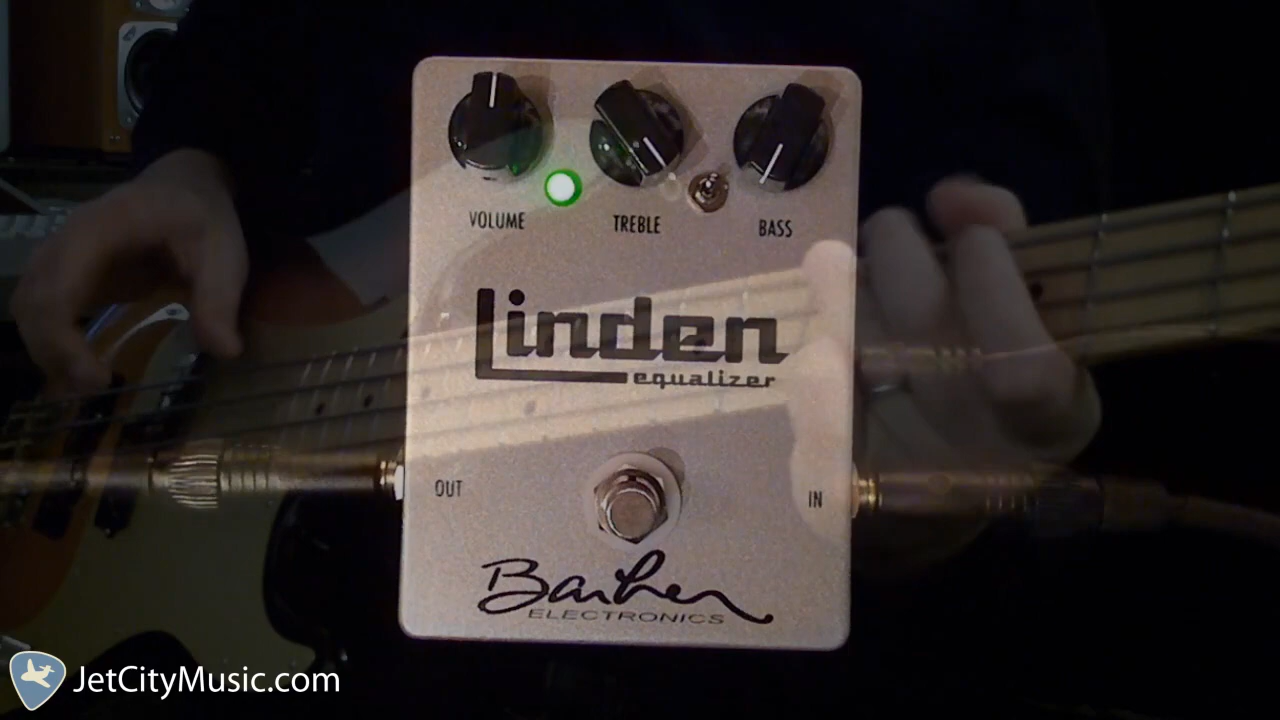 VOLUME
TREBLE
BASS
Linden
equalizer
OUT
IN
Barber
ELECTRONICS
JetCityMusic.com